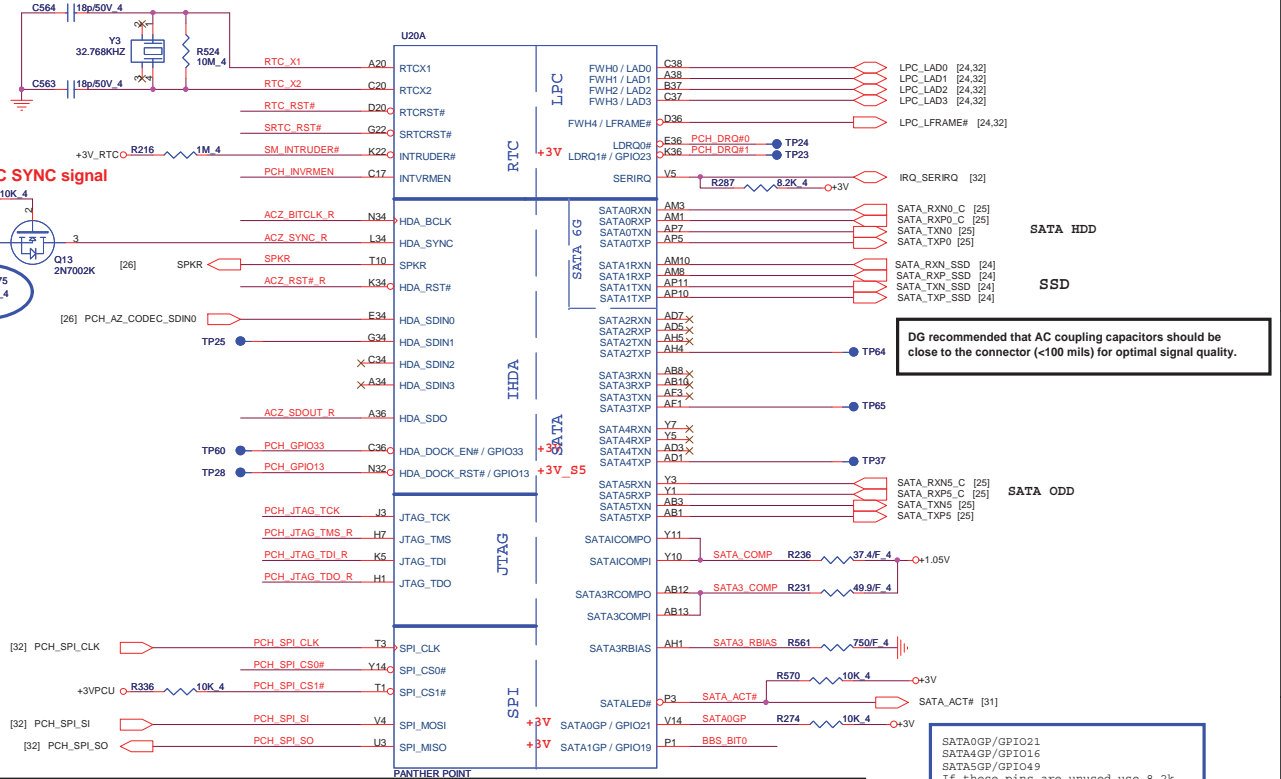 C564 18p/50V_4
Y3
32.768KHZ
2 1
3 4
R524
10M_4
C563 18p/50V_4
U20A
RTC_X1 A20 RTCX1
RTC_X2 C20 RTCX2
RTC_RST# D20 RTCRST#
SRTC_RST# G22 SRTCRST#
+3V_RTC R216 1M_4 SM_INTRUDER# K22 INTRUDER#
PCH_INVRMEN C17 INTVRMEN
RTC
LPC
+3V
FWH0 / LAD0 C38 LPC_LAD0 [24,32]
FWH1 / LAD1 A38 LPC_LAD1 [24,32]
FWH2 / LAD2 B37 LPC_LAD2 [24,32]
FWH3 / LAD3 C37 LPC_LAD3 [24,32]
FWH4 / LFRAME# D36 LPC_LFRAME# [24,32]
LDRQ0# E36 PCH_DRQ#0 TP24
LDRQ1# / GPIO23 K36 PCH_DRQ#1 TP23
SERIRQ V5 IRQ_SERIRQ [32]
R287 8.2K_4 +3V
C SYNC signal
10K_4
2
3
Q13
2N7002K
75
_4
ACZ_BITCLK_R N34 HDA_BCLK
ACZ_SYNC_R L34 HDA_SYNC
[26] SPKR SPKR T10 SPKR
ACZ_RST#_R K34 HDA_RST#
[26] PCH_AZ_CODEC_SDIN0 E34 HDA_SDIN0
TP25 G34 HDA_SDIN1
C34 HDA_SDIN2
A34 HDA_SDIN3
ACZ_SDOUT_R A36 HDA_SDO
TP60 PCH_GPIO33 C36 HDA_DOCK_EN# / GPIO33 +3V
TP28 PCH_GPIO13 N32 HDA_DOCK_RST# / GPIO13 +3V_S5
IHDA
SATA 6G
SATA
SATA0RXN AM3 SATA_RXN0_C [25]
SATA0RXP AM1 SATA_RXP0_C [25]
SATA0TXN AP7 SATA_TXN0 [25]
SATA0TXP AP5 SATA_TXP0 [25]
SATA HDD
SATA1RXN AM10 SATA_RXN_SSD [24]
SATA1RXP AM8 SATA_RXP_SSD [24]
SATA1TXN AP11 SATA_TXN_SSD [24]
SATA1TXP AP10 SATA_TXP_SSD [24]
SSD
SATA2RXN AD7
SATA2RXP AD5
SATA2TXN AH5
SATA2TXP AH4 TP64
DG recommended that AC coupling capacitors should be
close to the connector (<100 mils) for optimal signal quality.
SATA3RXN AB8
SATA3RXP AB10
SATA3TXN AF3
SATA3TXP AF1 TP65
SATA4RXN Y7
SATA4RXP Y5
SATA4TXN AD3
SATA4TXP AD1 TP37
SATA5RXN Y3 SATA_RXN5_C [25]
SATA5RXP Y1 SATA_RXP5_C [25]
SATA5TXN AB3 SATA_TXN5 [25]
SATA5TXP AB1 SATA_TXP5 [25]
SATA ODD
PCH_JTAG_TCK J3 JTAG_TCK
PCH_JTAG_TMS_R H7 JTAG_TMS
PCH_JTAG_TDI_R K5 JTAG_TDI
PCH_JTAG_TDO_R H1 JTAG_TDO
JTAG
SATAICOMPO Y11
SATAICOMPI Y10 SATA_COMP R236 37.4/F_4 +1.05V
SATA3RCOMPO AB12 SATA3_COMP R231 49.9/F_4
SATA3COMPI AB13
SATA3RBIAS AH1 SATA3_RBIAS R561 750/F_4
[32] PCH_SPI_CLK PCH_SPI_CLK T3 SPI_CLK
PCH_SPI_CS0# Y14 SPI_CS0#
+3VPCU R336 10K_4 PCH_SPI_CS1# T1 SPI_CS1#
[32] PCH_SPI_SI PCH_SPI_SI V4 SPI_MOSI
[32] PCH_SPI_SO PCH_SPI_SO U3 SPI_MISO
SPI
R570 10K_4 +3V
SATALED# P3 SATA_ACT# SATA_ACT# [31]
+3V SATA0GP / GPIO21 V14 SATA0GP R274 10K_4 +3V
+3V SATA1GP / GPIO19 P1 BBS_BIT0
PANTHER POINT
SATA0GP/GPIO21
SATA4GP/GPIO16
SATA5GP/GPIO49
If these pins are unused use 8.2k